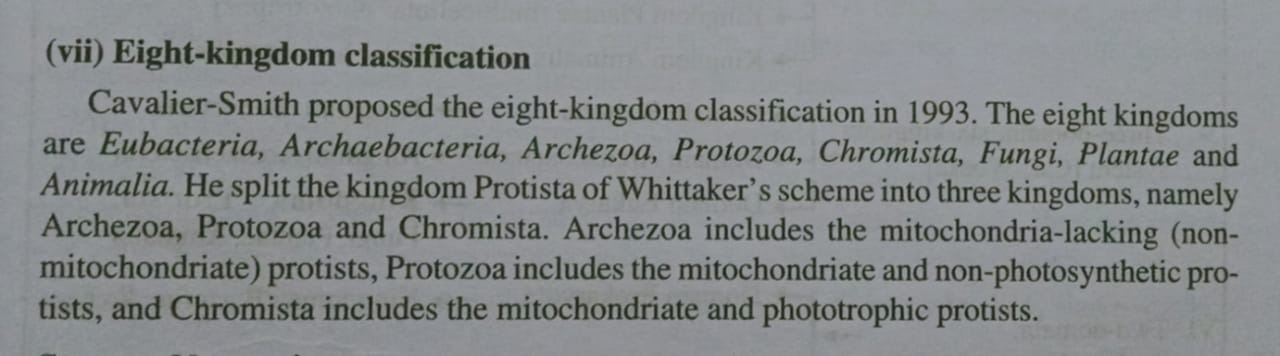 (vii) Eight-kingdom classification
Cavalier-Smith proposed the eight-kingdom classification in 1993. The eight kingdoms
are Eubacteria, Archaebacteria, Archezoa, Protozoa, Chromista, Fungi, Plantae and
Animalia. He split the kingdom Protista of Whittaker's scheme into three kingdoms, namely
Archezoa, Protozoa and Chromista. Archezoa includes the mitochondria-lacking (non-
mitochondriate) protists, Protozoa includes the mitochondriate and non-photosynthetic pro-
tists, and Chromista includes the mitochondriate and phototrophic protists.